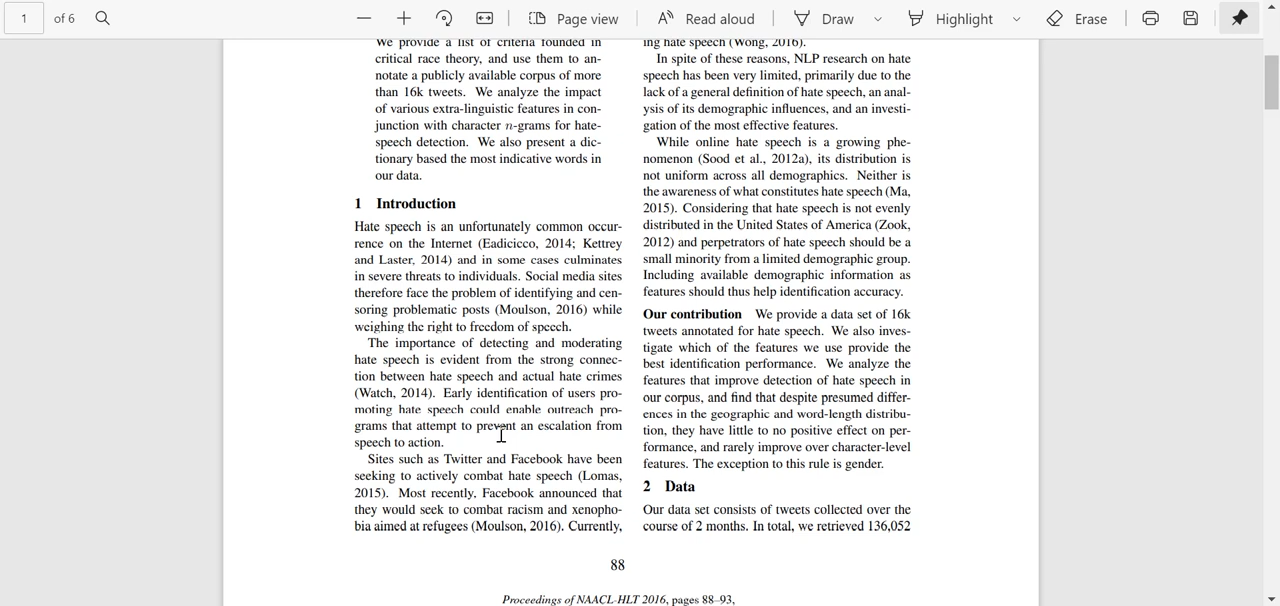 1
of 6
Page view
Read aloud
Draw
Highlight
Erase
We provide a list of criteria founded in
critical race theory, and use them to an-
notate a publicly available corpus of more
than 16k tweets. We analyze the impact
of various extra-linguistic features in con-
junction with character n-grams for hate-
speech detection. We also present a dic-
tionary based the most indicative words in
our data.
1 Introduction
Hate speech is an unfortunately common occur-
rence on the Internet (Eadicicco, 2014; Kettrey
and Laster, 2014) and in some cases culminates
in severe threats to individuals. Social media sites
therefore face the problem of identifying and cen-
soring problematic posts (Moulson, 2016) while
weighing the right to freedom of speech.
The importance of detecting and moderating
hate speech is evident from the strong connec-
tion between hate speech and actual hate crimes
(Watch, 2014). Early identification of users pro-
moting hate speech could enable outreach pro-
grams that attempt to prevent an escalation from
speech to action.
Sites such as Twitter and Facebook have been
seeking to actively combat hate speech (Lomas,
2015). Most recently, Facebook announced that
they would seek to combat racism and xenopho-
bia aimed at refugees (Moulson, 2016). Currently,
ing hate speech (Wong, 2016).
In spite of these reasons, NLP research on hate
speech has been very limited, primarily due to the
lack of a general definition of hate speech, an anal-
ysis of its demographic influences, and an investi-
gation of the most effective features.
While online hate speech is a growing phe-
nomenon (Sood et al., 2012a), its distribution is
not uniform across all demographics. Neither is
the awareness of what constitutes hate speech (Ma,
2015). Considering that hate speech is not evenly
distributed in the United States of America (Zook,
2012) and perpetrators of hate speech should be a
small minority from a limited demographic group.
Including available demographic information as
features should thus help identification accuracy.
Our contribution We provide a data set of 16k
tweets annotated for hate speech. We also inves-
tigate which of the features we use provide the
best identification performance. We analyze the
features that improve detection of hate speech in
our corpus, and find that despite presumed differ-
ences in the geographic and word-length distribu-
tion, they have little to no positive effect on per-
formance, and rarely improve over character-level
features. The exception to this rule is gender.
2 Data
Our data set consists of tweets collected over the
course of 2 months. In total, we retrieved 136,052
88
Proceedings of NAACL-HLT 2016, pages 88–93,